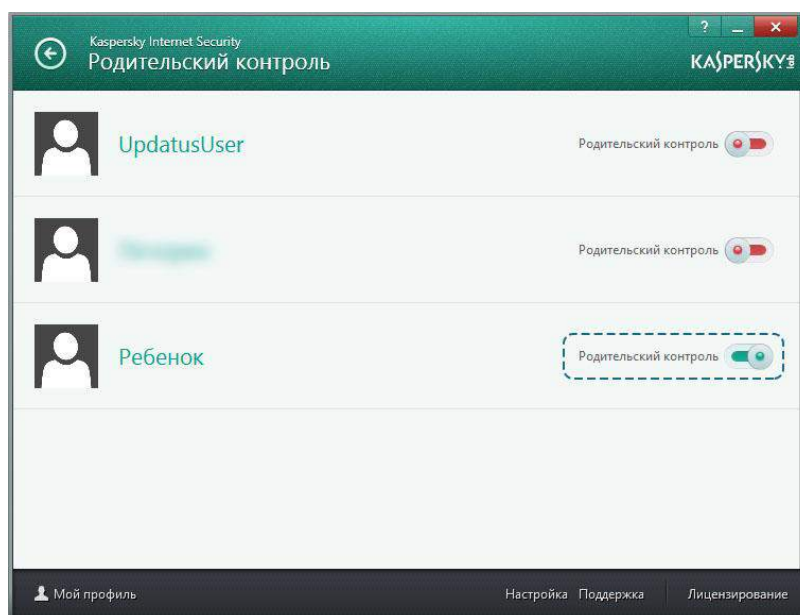 ?
Kaspersky Internet Security
Родительский контроль
KASPERSKY LAB
UpdatusUser
Родительский контроль
Родительский контроль
Ребенок
Родительский контроль
Мой профиль
Настройка Поддержка Лицензирование